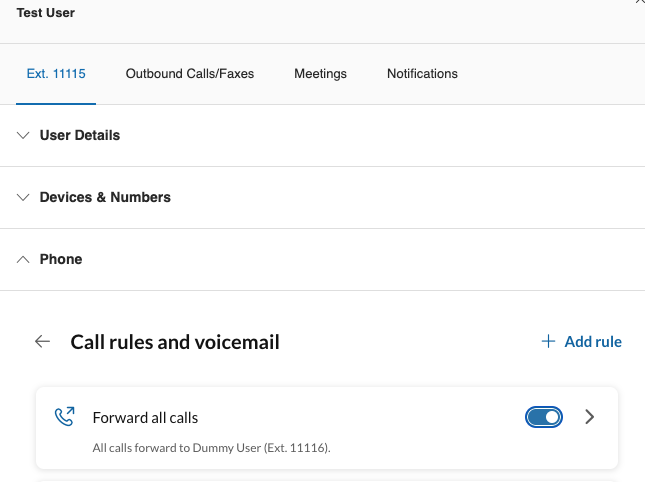 Test User
Ext. 11115 Outbound Calls/Faxes Meetings Notifications
User Details
Devices & Numbers
Phone
Call rules and voicemail
Add rule
Forward all calls
All calls forward to Dummy User (Ext. 11116).